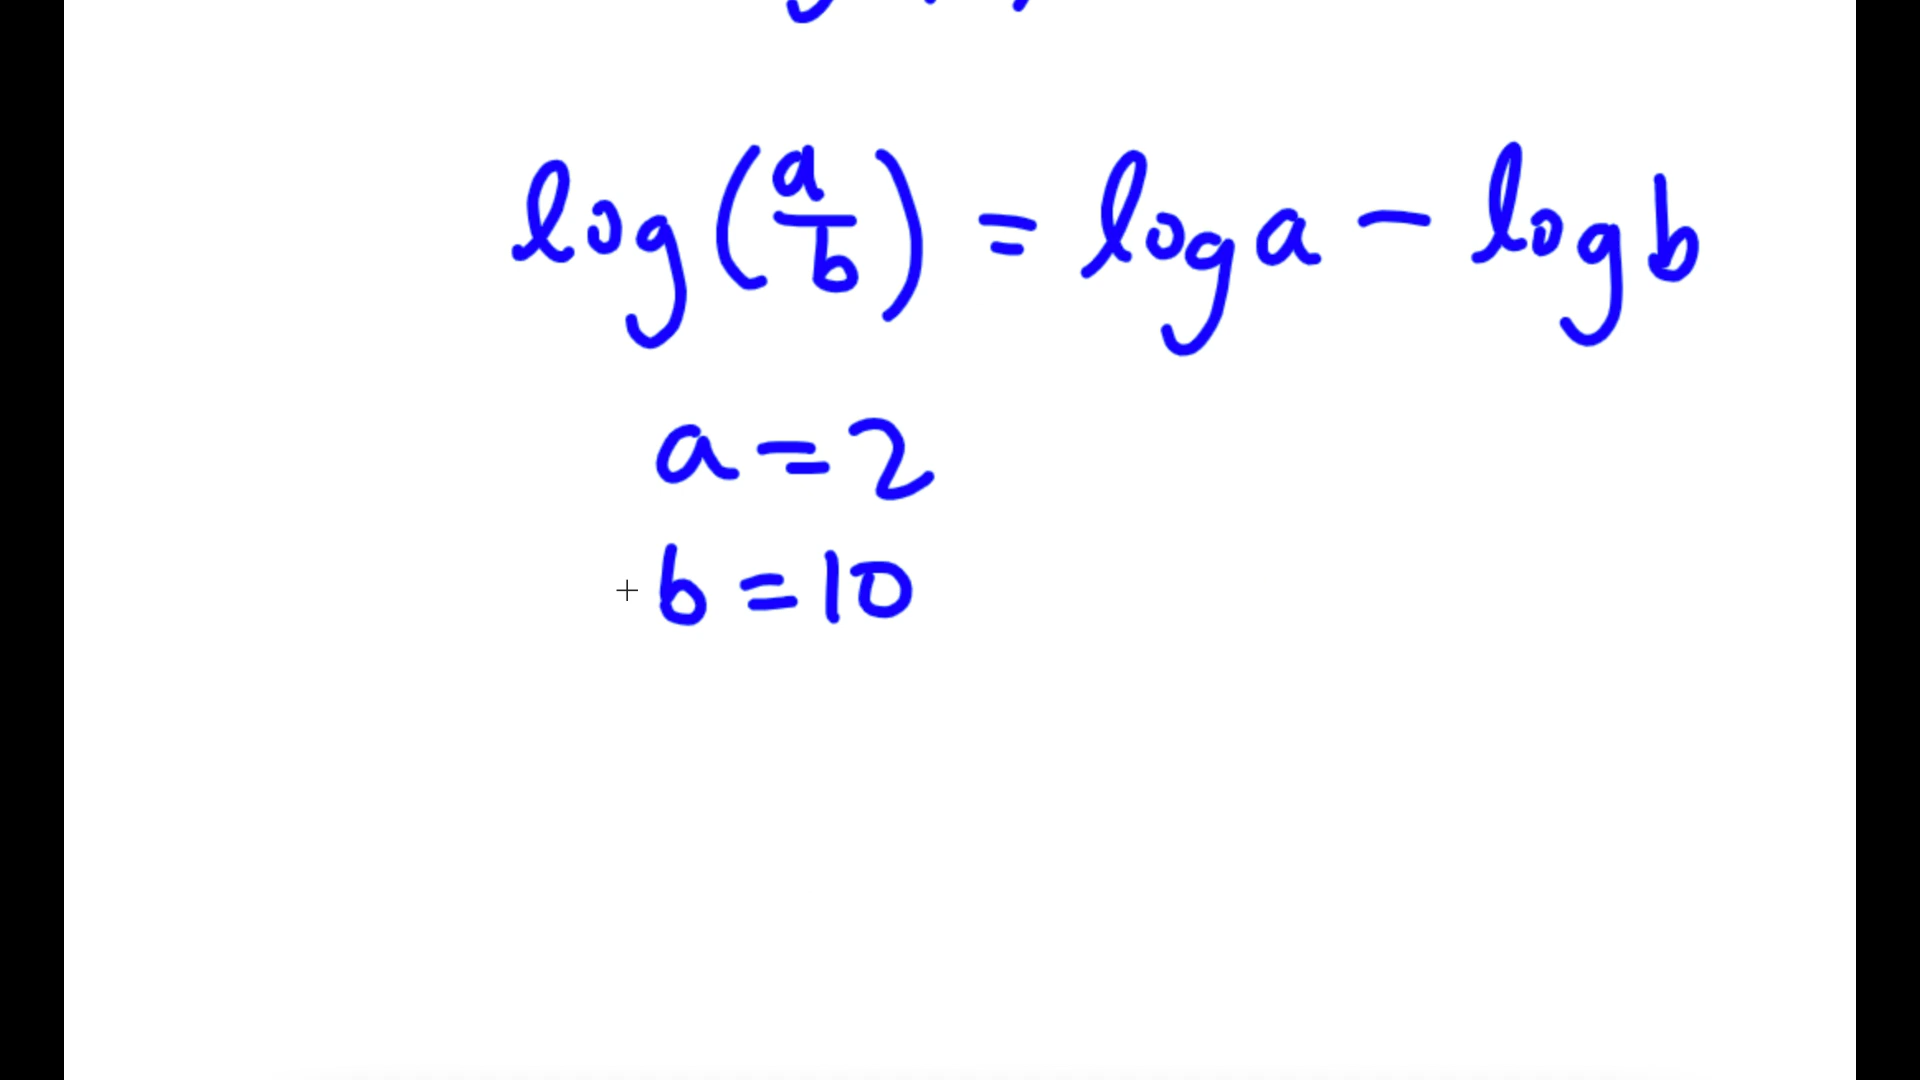 log(a/b) = log a - log b
a = 2
b = 10